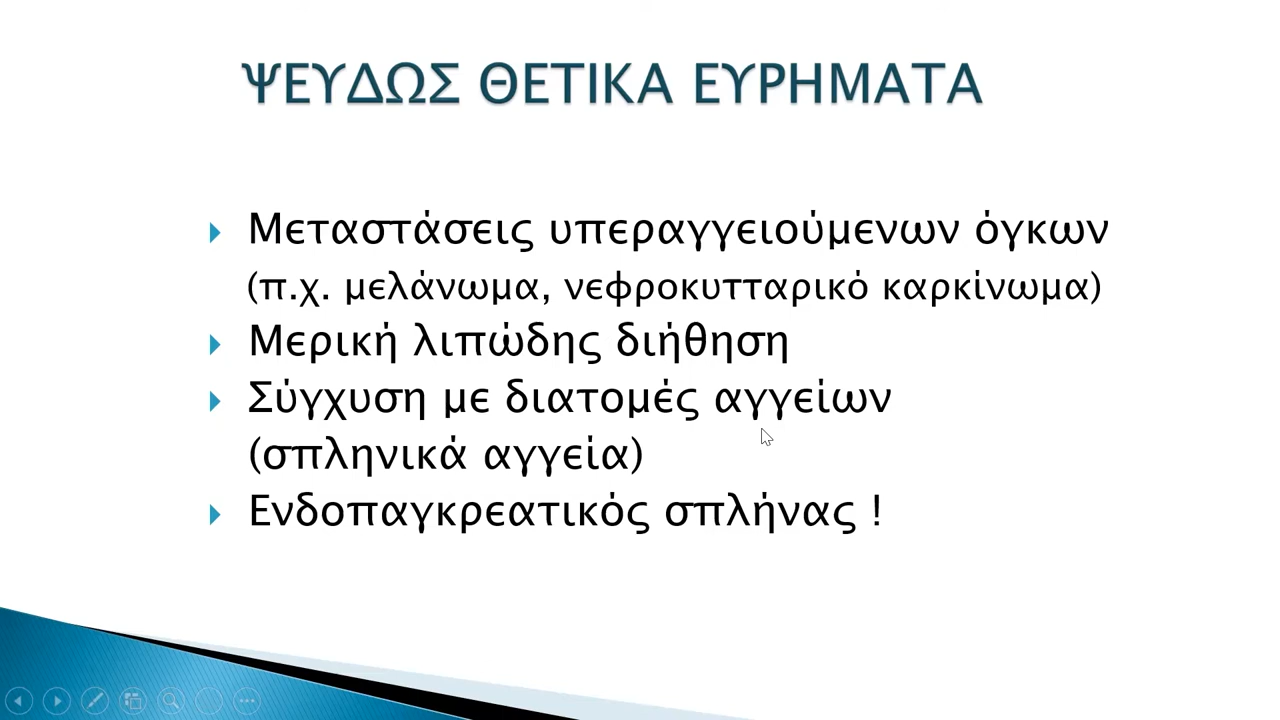 ΨΕΥΔΩΣ ΘΕΤΙΚΑ ΕΥΡΗΜΑΤΑ
Μεταστάσεις υπεραγγειούμενων όγκων
(π.χ. μελάνωμα, νεφροκυτταρικό καρκίνωμα)
Μερική λιπώδης διήθηση
Σύγχυση με διατομές αγγείων
(σπληνικά αγγεία)
Ενδοπαγκρεατικός σπλήνας !